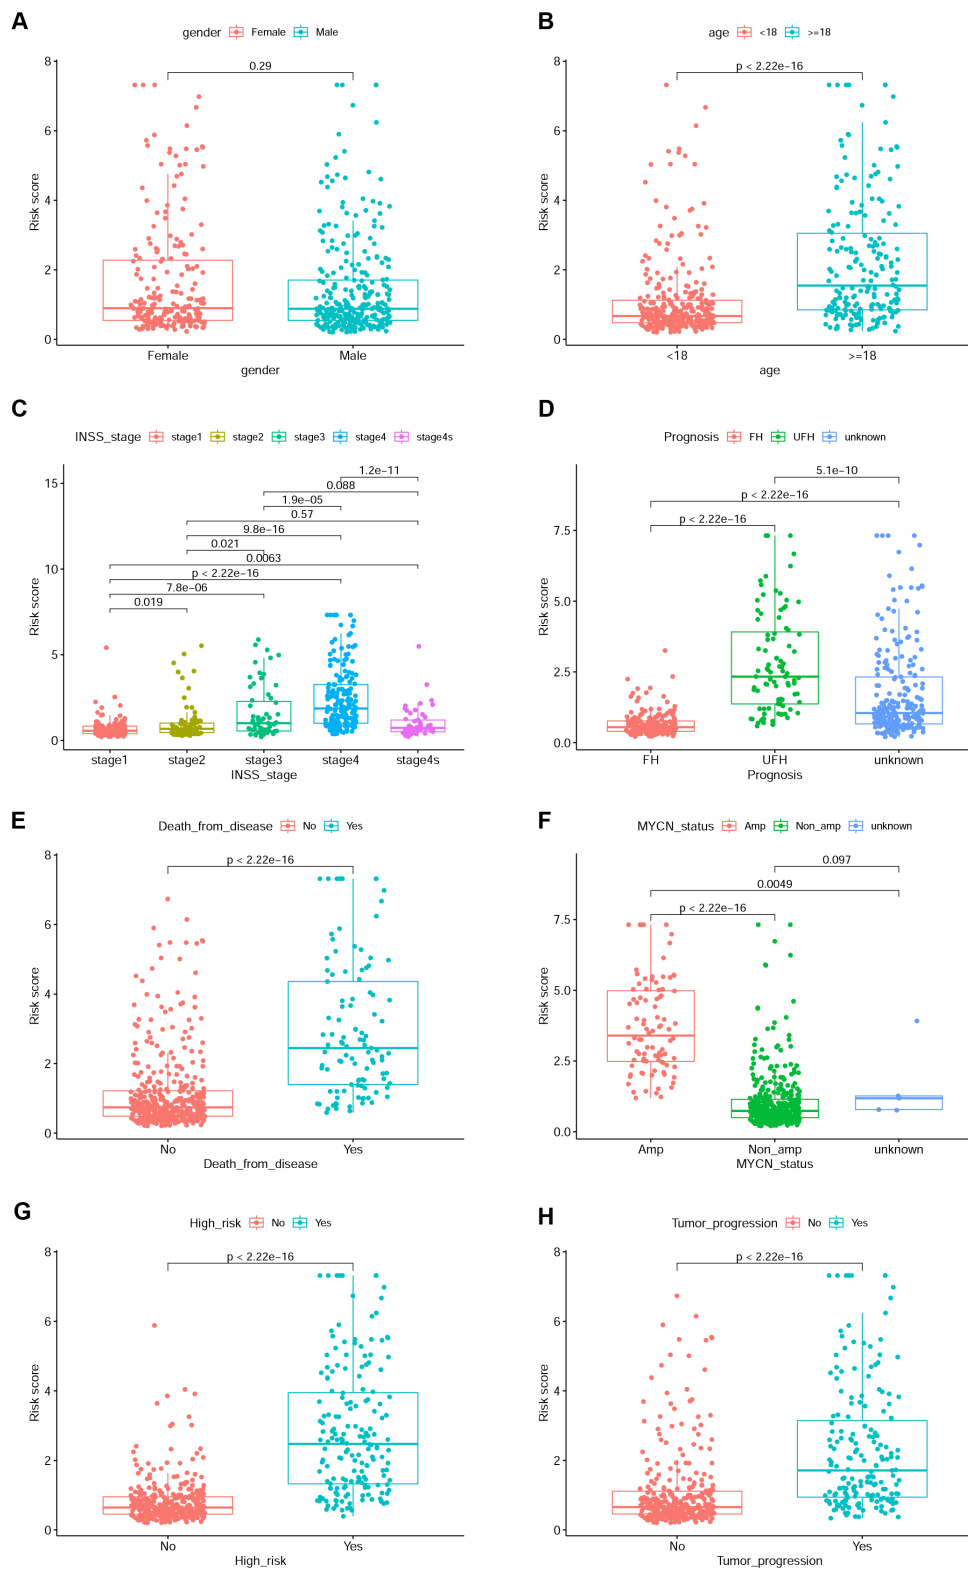 A
gender Female Male
0.29
8
6
4
2
0
Risk score
Female Male
gender
B
age <18 >=18
p < 2.22e−16
8
6
4
2
0
Risk score
<18 >=18
age
C
INSS_stage stage1 stage2 stage3 stage4 stage4s
1.2e−11
0.088
1.9e−05
0.57
9.8e−16
0.021
0.0063
p < 2.22e−16
7.8e−06
0.019
15
10
5
0
Risk score
stage1 stage2 stage3 stage4 stage4s
INSS_stage
D
Prognosis FH UFH unknown
5.1e−10
p < 2.22e−16
p < 2.22e−16
7.5
5.0
2.5
0.0
Risk score
FH UFH unknown
Prognosis
E
Death_from_disease No Yes
p < 2.22e−16
8
6
4
2
0
Risk score
No Yes
Death_from_disease
F
MYCN_status Amp Non_amp unknown
0.097
0.0049
p < 2.22e−16
7.5
5.0
2.5
0.0
Risk score
Amp Non_amp unknown
MYCN_status
G
High_risk No Yes
p < 2.22e−16
8
6
4
2
0
Risk score
No Yes
High_risk
H
Tumor_progression No Yes
p < 2.22e−16
8
6
4
2
0
Risk score
No Yes
Tumor_progression